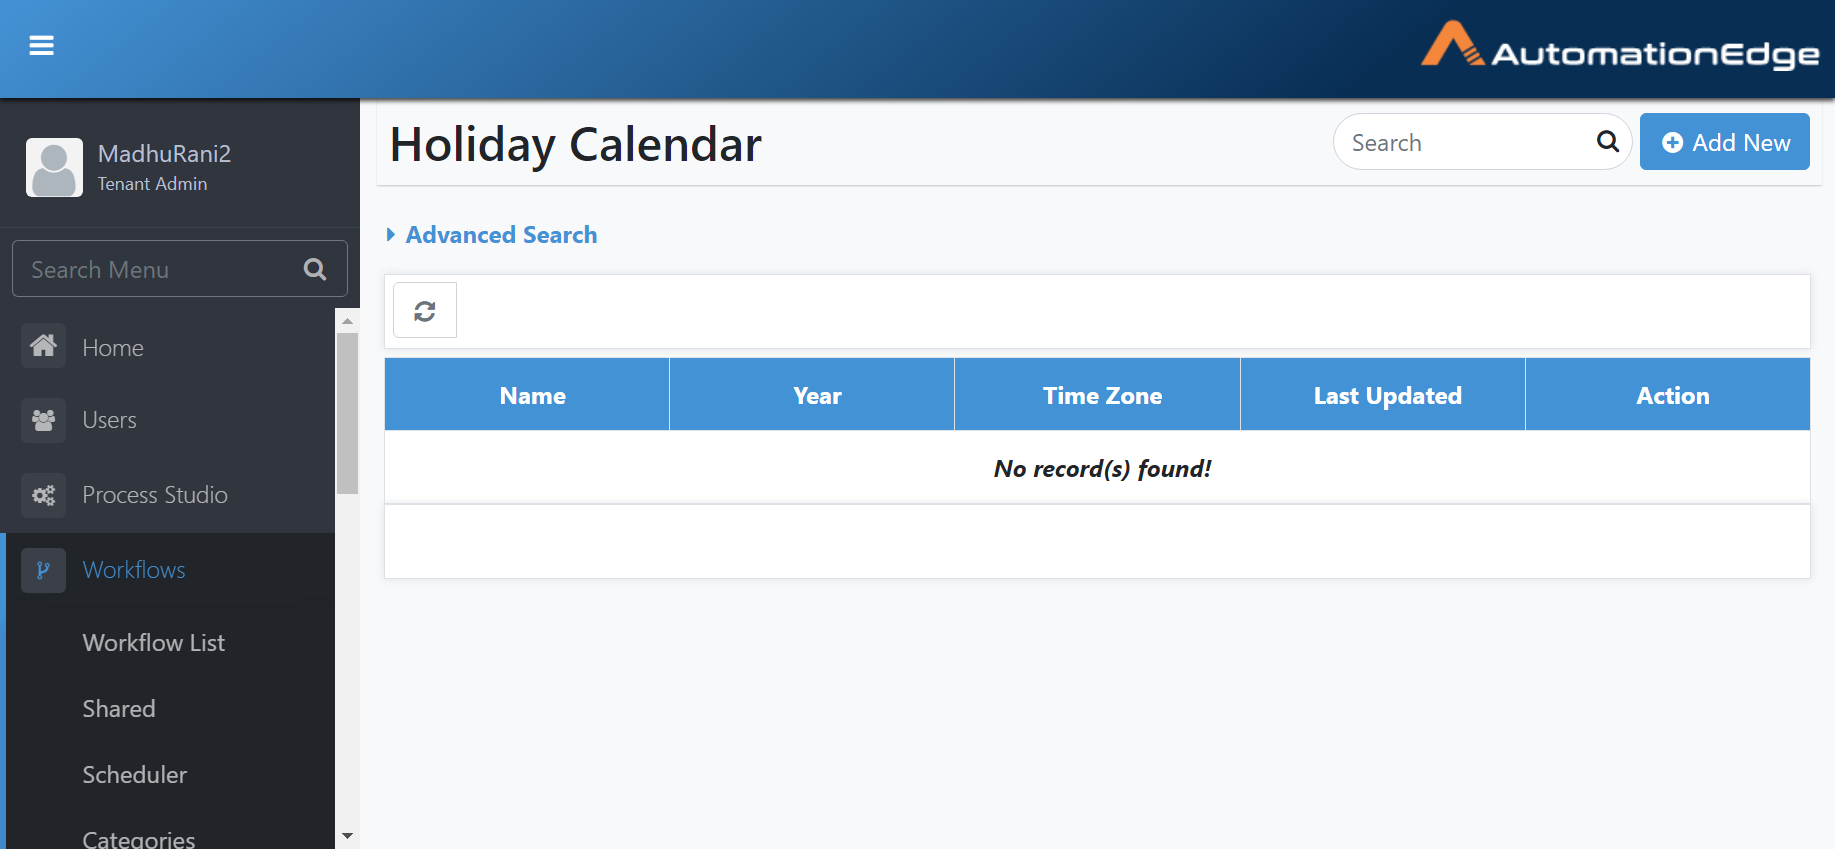 AutomationEdge
MadhuRani2
Tenant Admin
Search Menu
Home
Users
Process Studio
Workflows
Workflow List
Shared
Scheduler
Categories
Holiday Calendar
Search
Add New
Advanced Search
Name Year Time Zone Last Updated Action
No record(s) found!